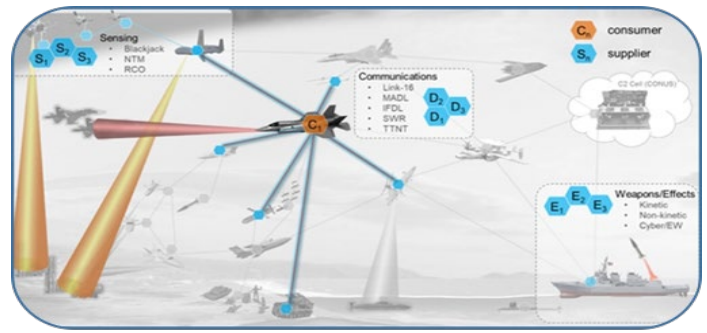 Sensing
S1 S2 S3
• Blackjack
• NTM
• RCO
Cn consumer
Sn supplier
Communications
• Link-16
• MADL
• IFDL
• SWR
• TTNT
D2 D3
D1
C1
C2 Cell (CONUS)
Weapons/Effects
E1 E2 E3
• Kinetic
• Non-kinetic
• Cyber/EW